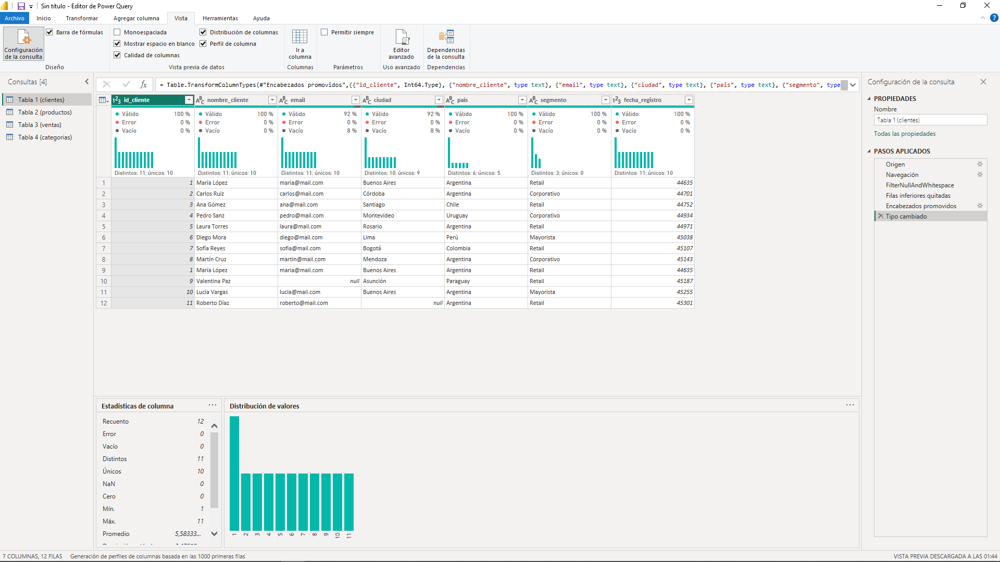 Sin título - Editor de Power Query
Archivo Inicio Transformar Agregar columna Vista Herramientas Ayuda
Configuración de la consulta
Barra de fórmulas
Diseño
Monoespaciada
Mostrar espacio en blanco
Calidad de columnas
Distribución de columnas
Perfil de columna
Vista previa de datos
Ir a columna
Columnas
Permitir siempre
Parámetros
Editor avanzado
Uso avanzado
Dependencias de la consulta
Dependencias
Consultas [4]
Tabla 1 (clientes)
Tabla 2 (productos)
Tabla 3 (ventas)
Tabla 4 (categorias)
fx
= Table.TransformColumnTypes(#"Encabezados promovidos",{{"id_cliente", Int64.Type}, {"nombre_cliente", type text}, {"email", type text}, {"ciudad", type text}, {"pais", type text}, {"segmento", type
id_cliente nombre_cliente email ciudad pais segmento fecha_registro
Válido 100 % Válido 100 % Válido 92 % Válido 92 % Válido 100 % Válido 100 % Válido 100 %
Error 0 % Error 0 % Error 0 % Error 0 % Error 0 % Error 0 % Error 0 %
Vacío 0 % Vacío 0 % Vacío 8 % Vacío 8 % Vacío 0 % Vacío 0 % Vacío 0 %
Distintos: 11; únicos: 10 Distintos: 11; únicos: 10 Distintos: 11; únicos: 10 Distintos: 10; únicos: 9 Distintos: 6; únicos: 5 Distintos: 3; únicos: 0 Distintos: 11; únicos: 10
1 1 María López maria@mail.com Buenos Aires Argentina Retail 44635
2 2 Carlos Ruiz carlos@mail.com Córdoba Argentina Corporativo 44701
3 3 Ana Gómez ana@mail.com Santiago Chile Retail 44752
4 4 Pedro Sanz pedro@mail.com Montevideo Uruguay Corporativo 44934
5 5 Laura Torres laura@mail.com Rosario Argentina Retail 44971
6 6 Diego Mora diego@mail.com Lima Perú Mayorista 45038
7 7 Sofía Reyes sofia@mail.com Bogotá Colombia Retail 45107
8 8 Martín Cruz martin@mail.com Mendoza Argentina Corporativo 45143
9 1 María López maria@mail.com Buenos Aires Argentina Retail 44635
10 9 Valentina Paz null Asunción Paraguay Retail 45187
11 10 Lucía Vargas lucia@mail.com Buenos Aires Argentina Mayorista 45255
12 11 Roberto Díaz roberto@mail.com null Argentina Retail 45301
Estadísticas de columna
Recuento 12
Error 0
Vacío 0
Distintos 11
Únicos 10
NaN 0
Cero 0
Mín. 1
Máx. 11
Promedio 5,58333...
Distribución de valores
1 2 3 4 5 6 7 8 9 10 11
Configuración de la consulta
PROPIEDADES
Nombre
Tabla 1 (clientes)
Todas las propiedades
PASOS APLICADOS
Origen
Navegación
FilterNullAndWhitespace
Filas inferiores quitadas
Encabezados promovidos
Tipo cambiado
7 COLUMNAS, 12 FILAS Generación de perfiles de columnas basada en las 1000 primeras filas
VISTA PREVIA DESCARGADA A LAS 01:44